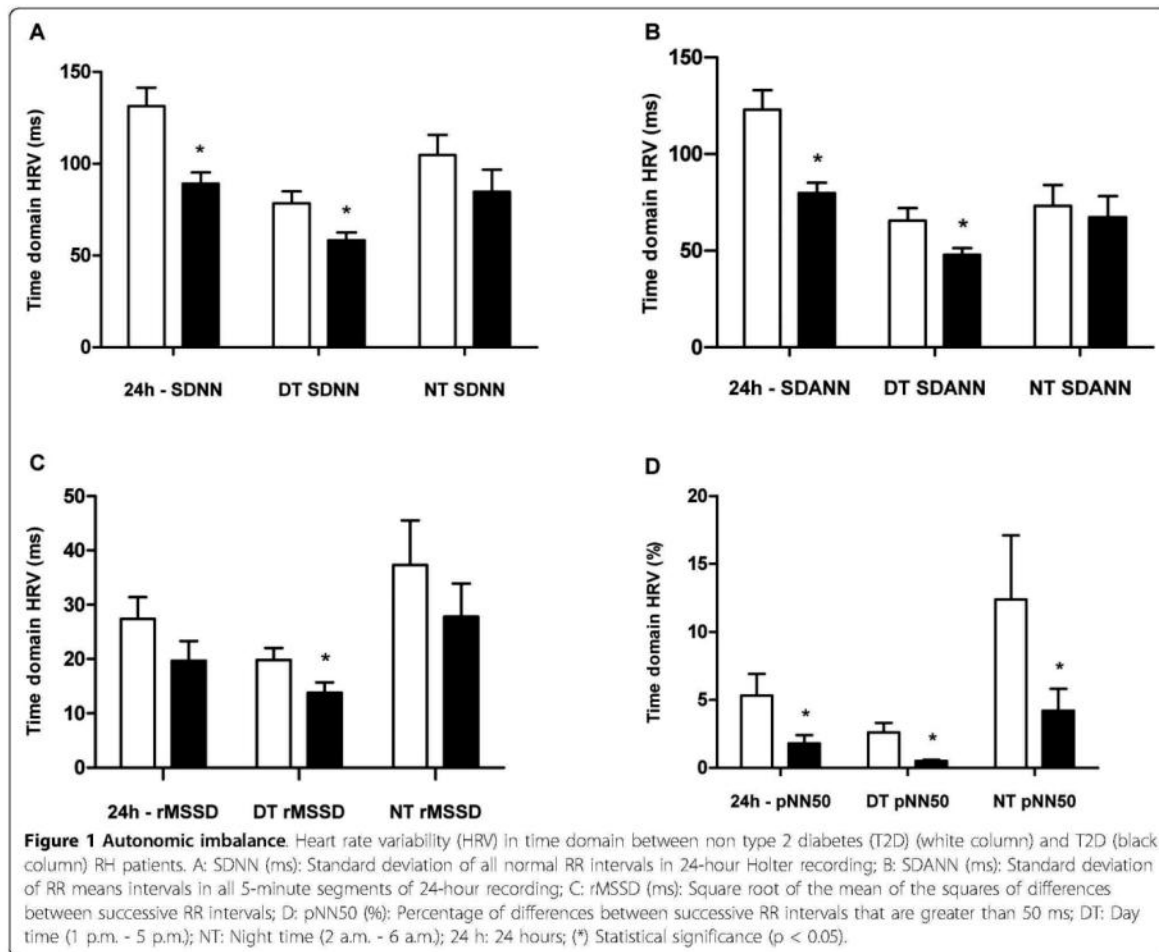 A
Time domain HRV (ms)
150
100
50
0
*
*
24h - SDNN DT SDNN NT SDNN
B
Time domain HRV (ms)
150
100
50
0
*
*
24h - SDANN DT SDANN NT SDANN
C
Time domain HRV (ms)
50
40
30
20
10
0
*
24h - rMSSD DT rMSSD NT rMSSD
D
Time domain HRV (%)
20
15
10
5
0
*
*
*
24h - pNN50 DT pNN50 NT pNN50
Figure 1 Autonomic imbalance. Heart rate variability (HRV) in time domain between non type 2 diabetes (T2D) (white column) and T2D (black
column) RH patients. A: SDNN (ms): Standard deviation of all normal RR intervals in 24-hour Holter recording; B: SDANN (ms): Standard deviation
of RR means intervals in all 5-minute segments of 24-hour recording; C: rMSSD (ms): Square root of the mean of the squares of differences
between successive RR intervals; D: pNN50 (%): Percentage of differences between successive RR intervals that are greater than 50 ms; DT: Day
time (1 p.m. - 5 p.m.); NT: Night time (2 a.m. - 6 a.m.); 24 h: 24 hours; (*) Statistical significance (p < 0.05).